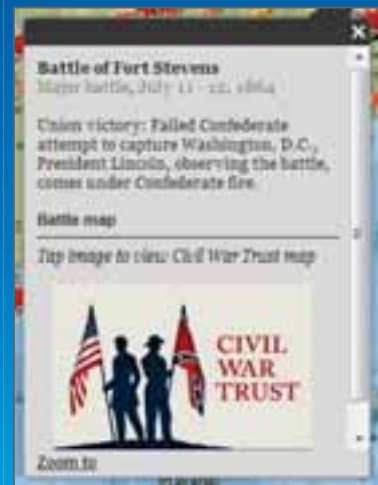 Battle of Fort Stevens
Major battle, July 11 - 12, 1864
Union victory: Failed Confederate
attempt to capture Washington, D.C.,
President Lincoln, observing the battle,
comes under Confederate fire.
Battle map
Tap image to view Civil War Trust map
CIVIL
WAR
TRUST
Zoom to